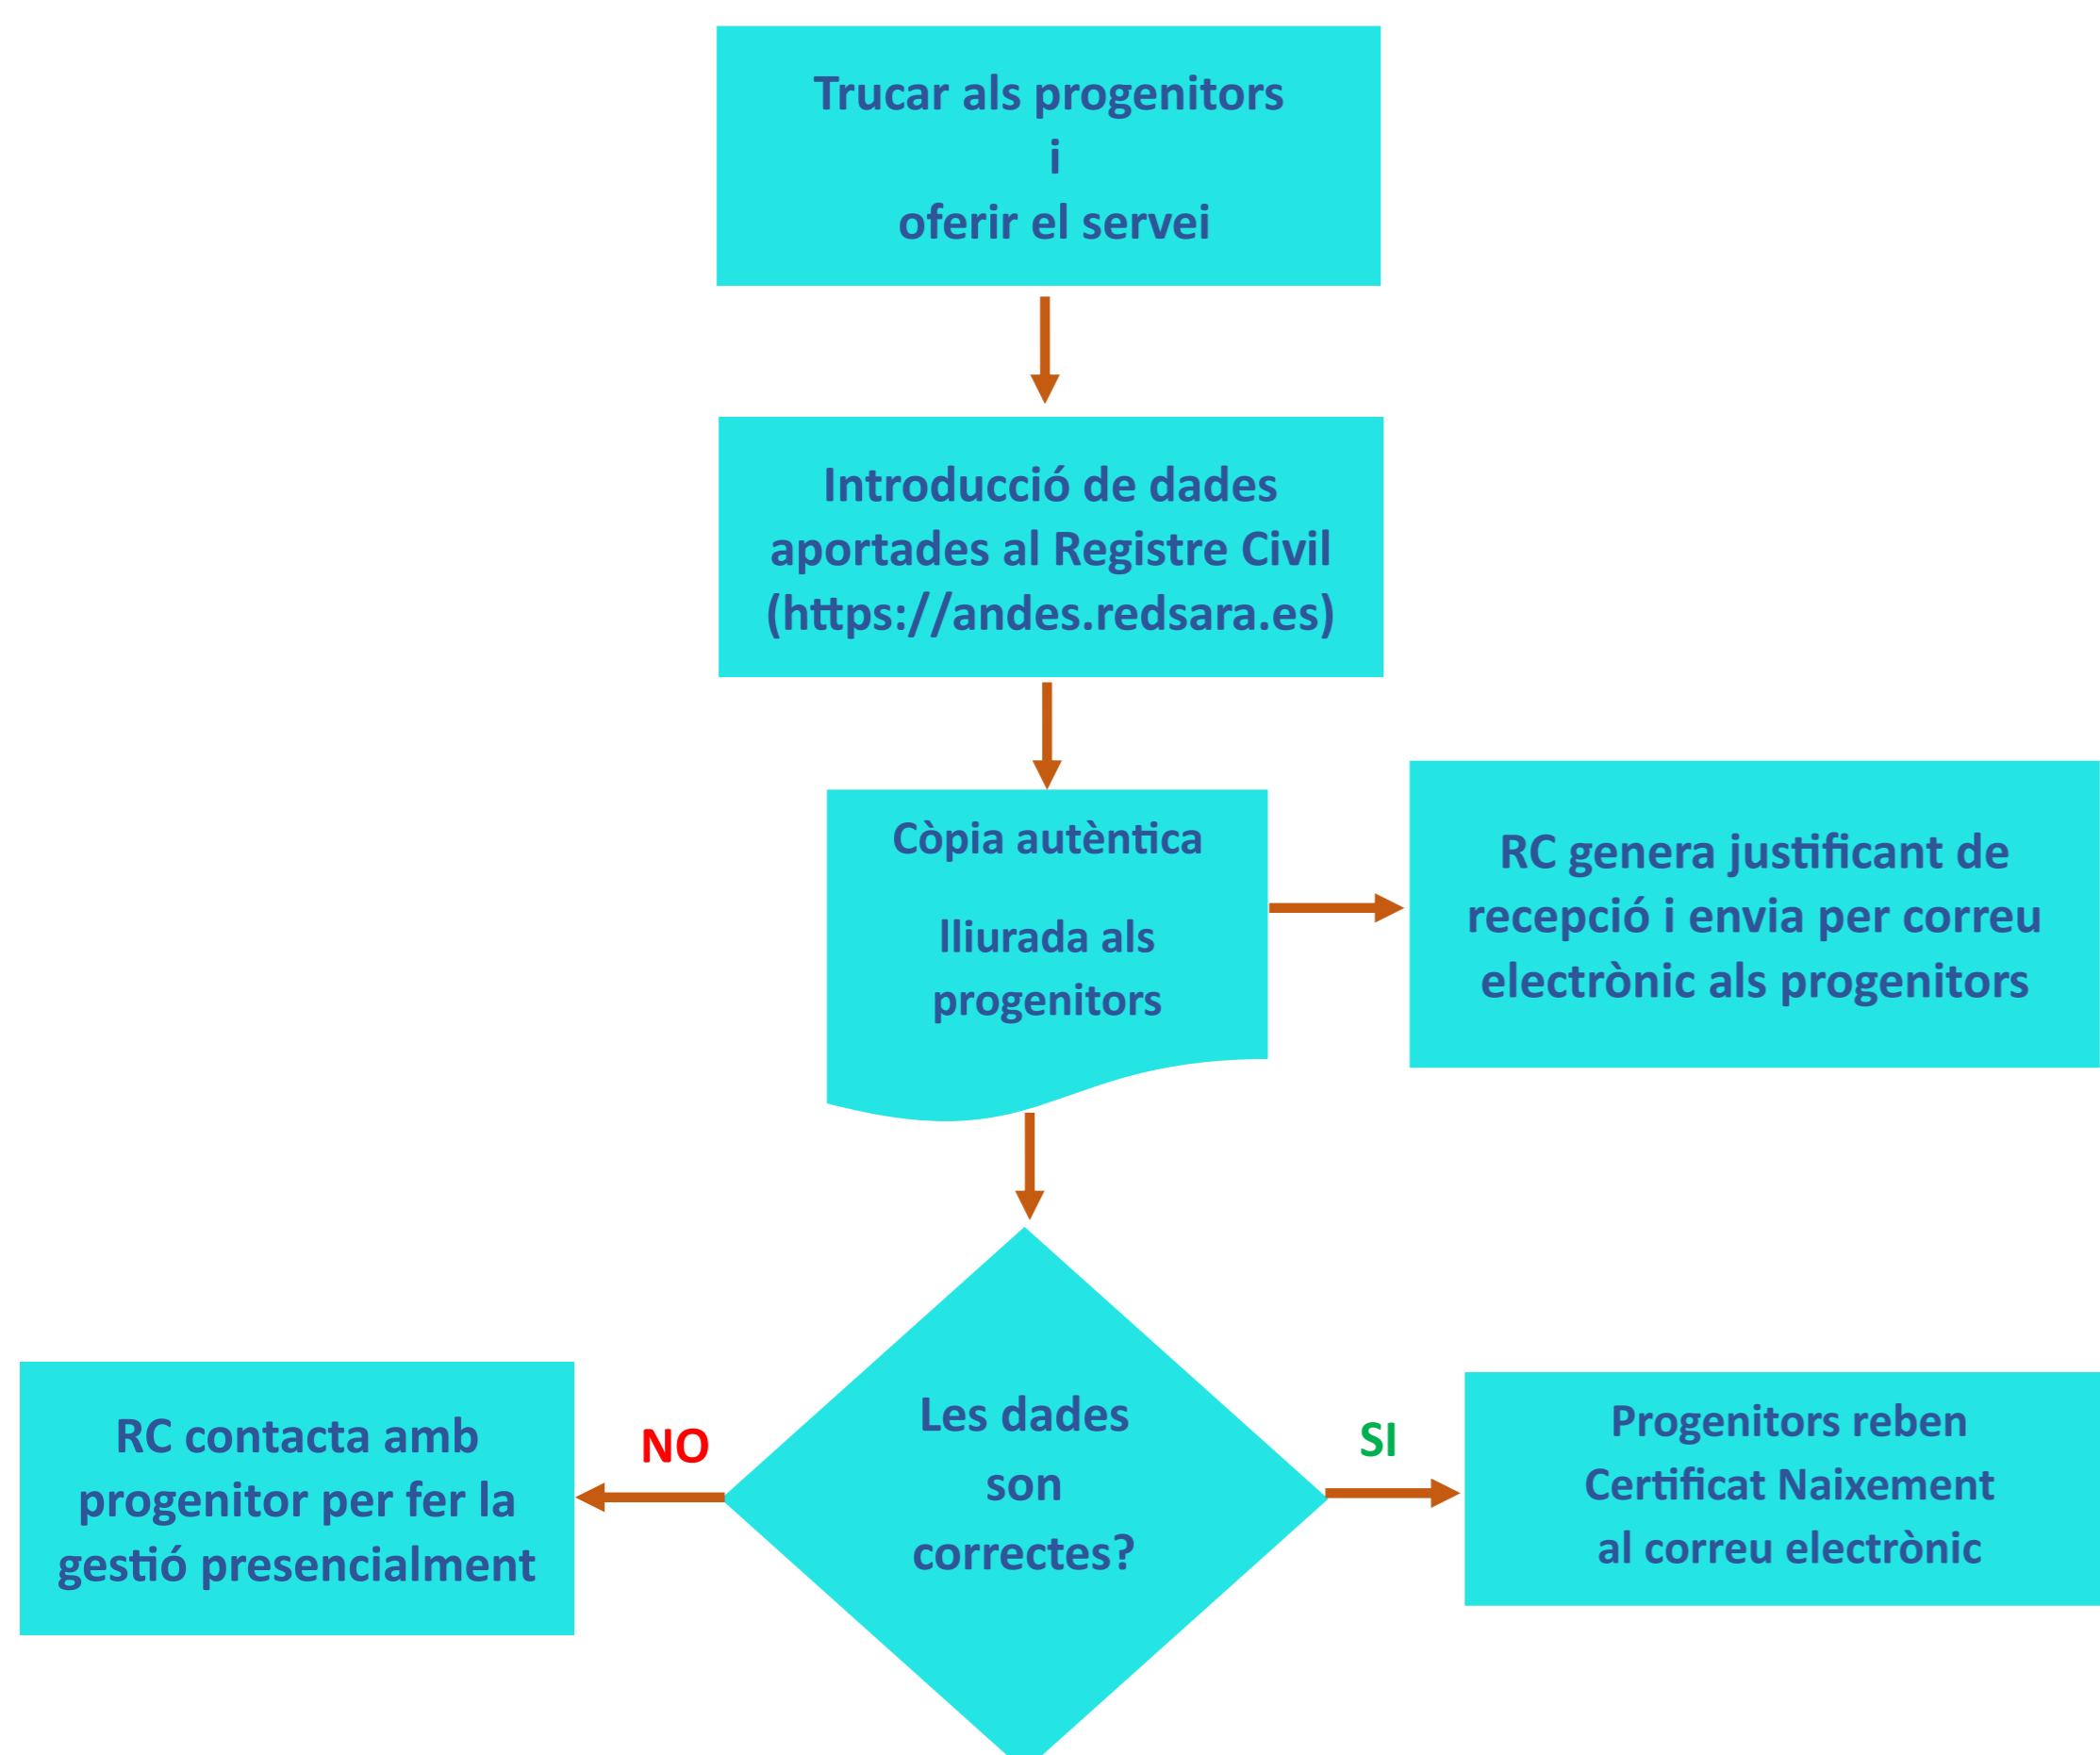 Trucar als progenitors
i
oferir el servei
Introducció de dades
aportades al Registre Civil
(https://andes.redsara.es)
Còpia autèntica
lliurada als
progenitors
RC genera justificant de
recepció i envia per correu
electrònic als progenitors
RC contacta amb
progenitor per fer la
gestió presencialment
NO
Les dades
son
correctes?
SI
Progenitors reben
Certificat Naixement
al correu electrònic